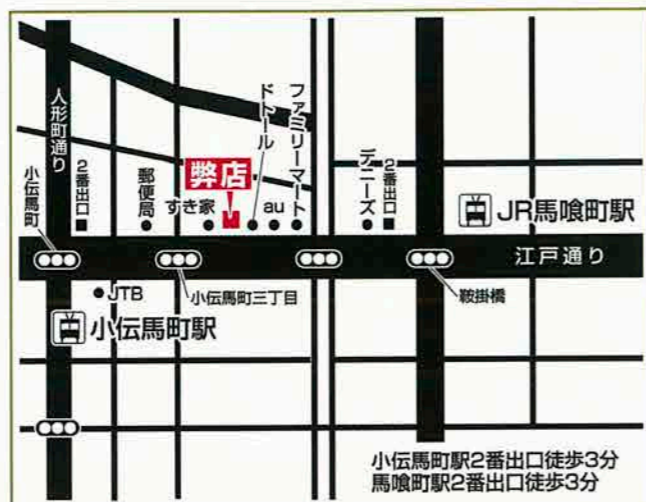 人形町通り
小伝馬町
2番出口
郵便局
すき家
弊店
ドトール
au
ファミリーマート
デニーズ
2番出口
JR馬喰町駅
江戸通り
JTB
小伝馬町三丁目
鞍掛橋
小伝馬町駅
小伝馬町駅2番出口徒歩3分
馬喰町駅2番出口徒歩3分